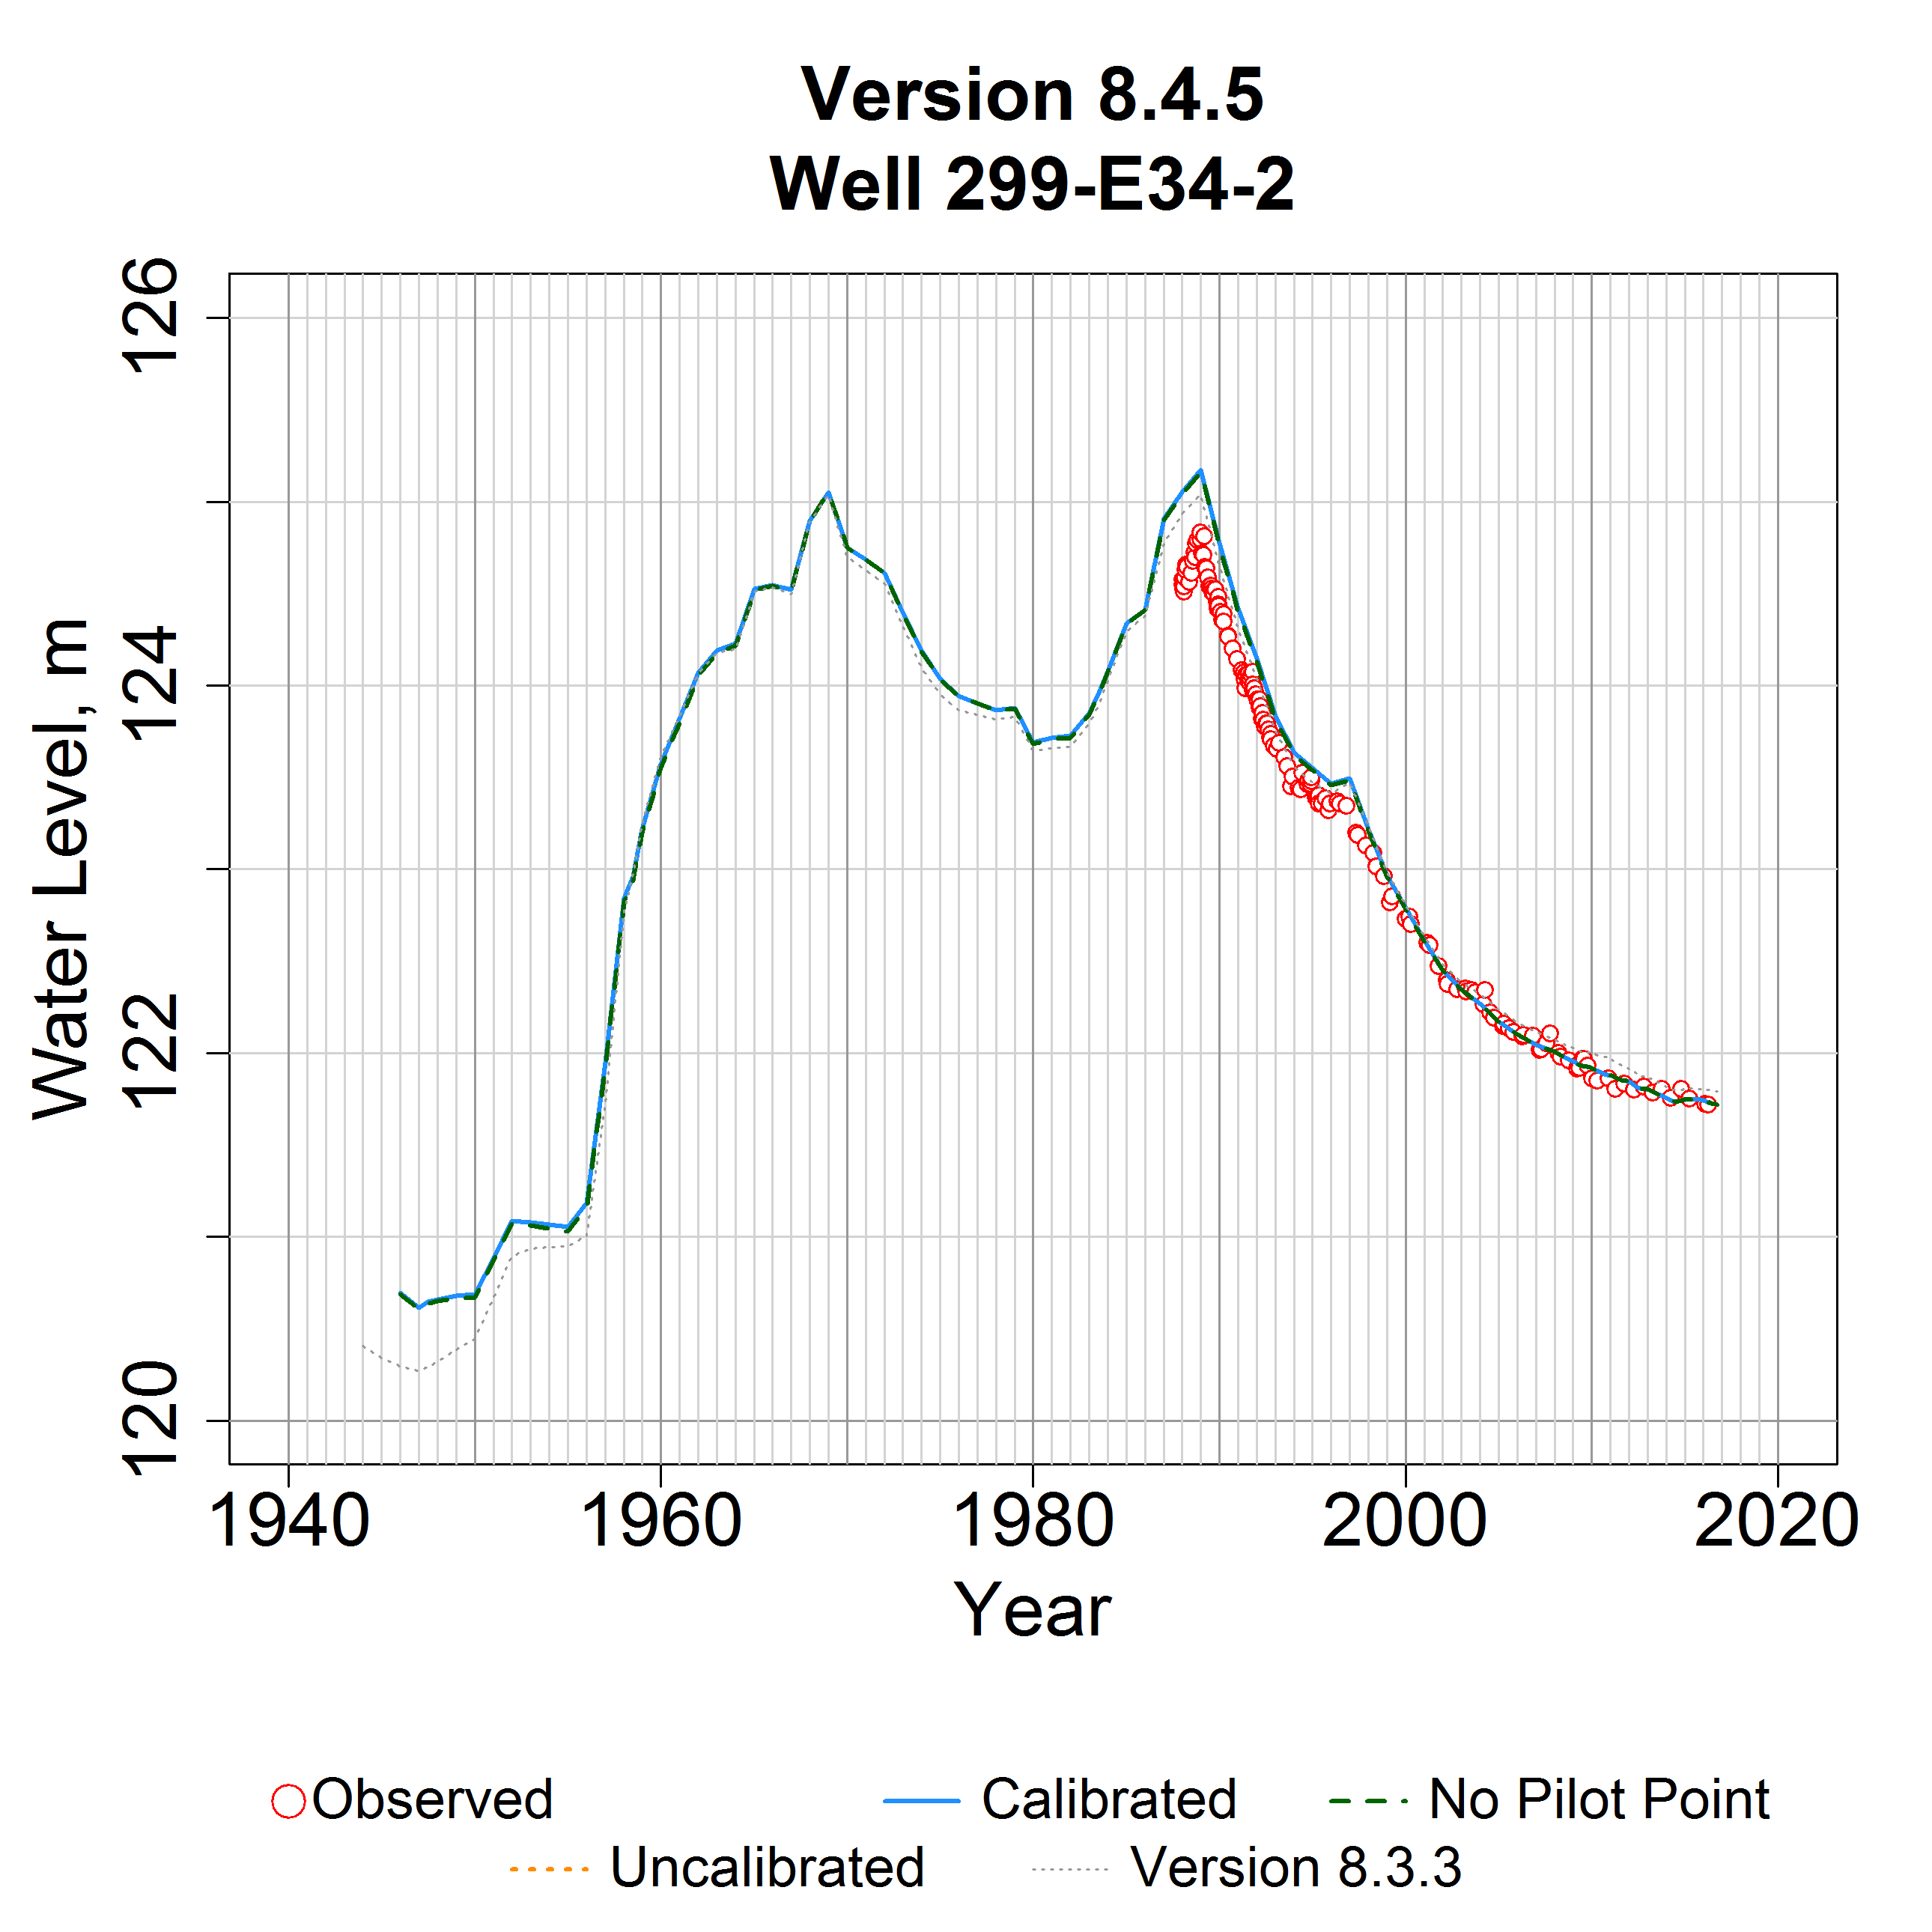 Version 8.4.5
Well 299-E34-2
Water Level, m
126
124
122
120
1940 1960 1980 2000 2020
Year
Observed Calibrated No Pilot Point
Uncalibrated Version 8.3.3